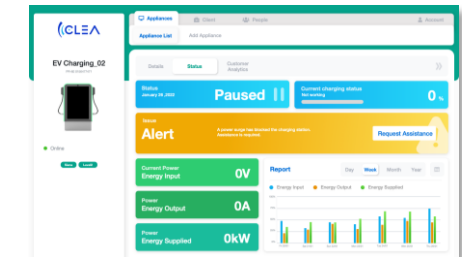 CLEA
Appliances
Client
People
Account
Appliance List
Add Appliance
EV Charging_02
Online
Details
Status
Customer
Analytics
Status
January 29, 2024
Paused
Current charging status
Not working
0 %
Issue
Alert
A power surge has blocked the charging station.
Assistance is required.
Request Assistance
Current Power
Energy Input
0V
Power
Energy Output
0A
Power
Energy Supplied
0kW
Report
Day
Week
Month
Year
Energy Input
Energy Output
Energy Supplied